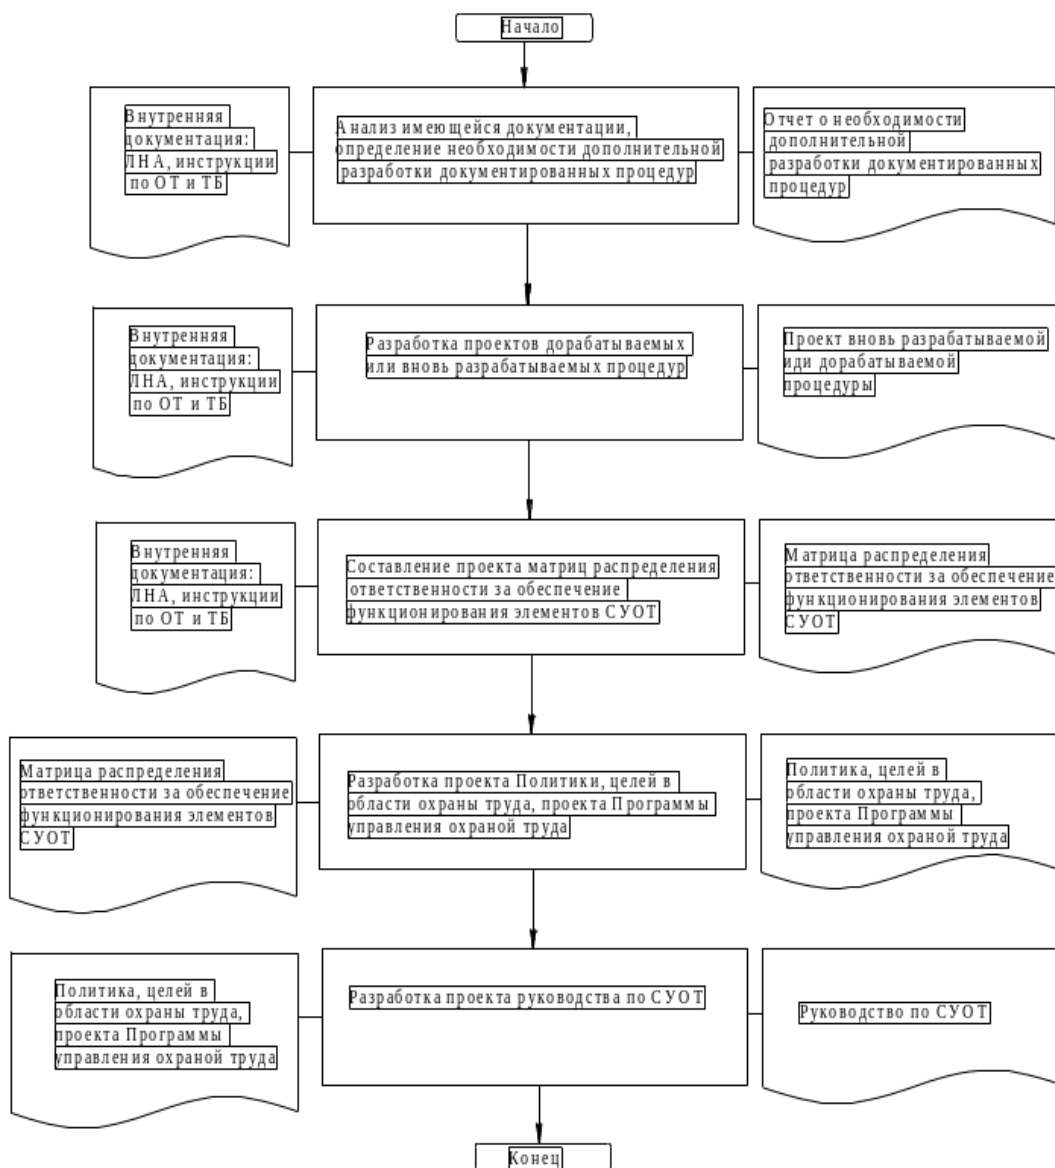 Начало
Внутренняя
документация:
ЛНА, инструкции
по ОТ и ТБ
Анализ имеющейся документации,
определение необходимости дополнительной
разработки документированных процедур
Отчет о необходимости
дополнительной
разработки документированных
процедур
Внутренняя
документация:
ЛНА, инструкции
по ОТ и ТБ
Разработка проектов дорабатываемых
или вновь разрабатываемых процедур
Проект вновь разрабатываемой
иди дорабатываемой
процедуры
Внутренняя
документация:
ЛНА, инструкции
по ОТ и ТБ
Составление проекта матриц распределения
ответственности за обеспечение
функционирования элементов СУОТ
Матрица распределения
ответственности за обеспечение
функционирования элементов
СУОТ
Матрица распределения
ответственности за обеспечение
функционирования элементов
СУОТ
Разработка проекта Политики, целей в
области охраны труда, проекта Программы
управления охраной труда
Политика, целей в
области охраны труда,
проекта Программы
управления охраной труда
Политика, целей в
области охраны труда,
проекта Программы
управления охраной труда
Разработка проекта руководства по СУОТ
Руководство по СУОТ
Конец